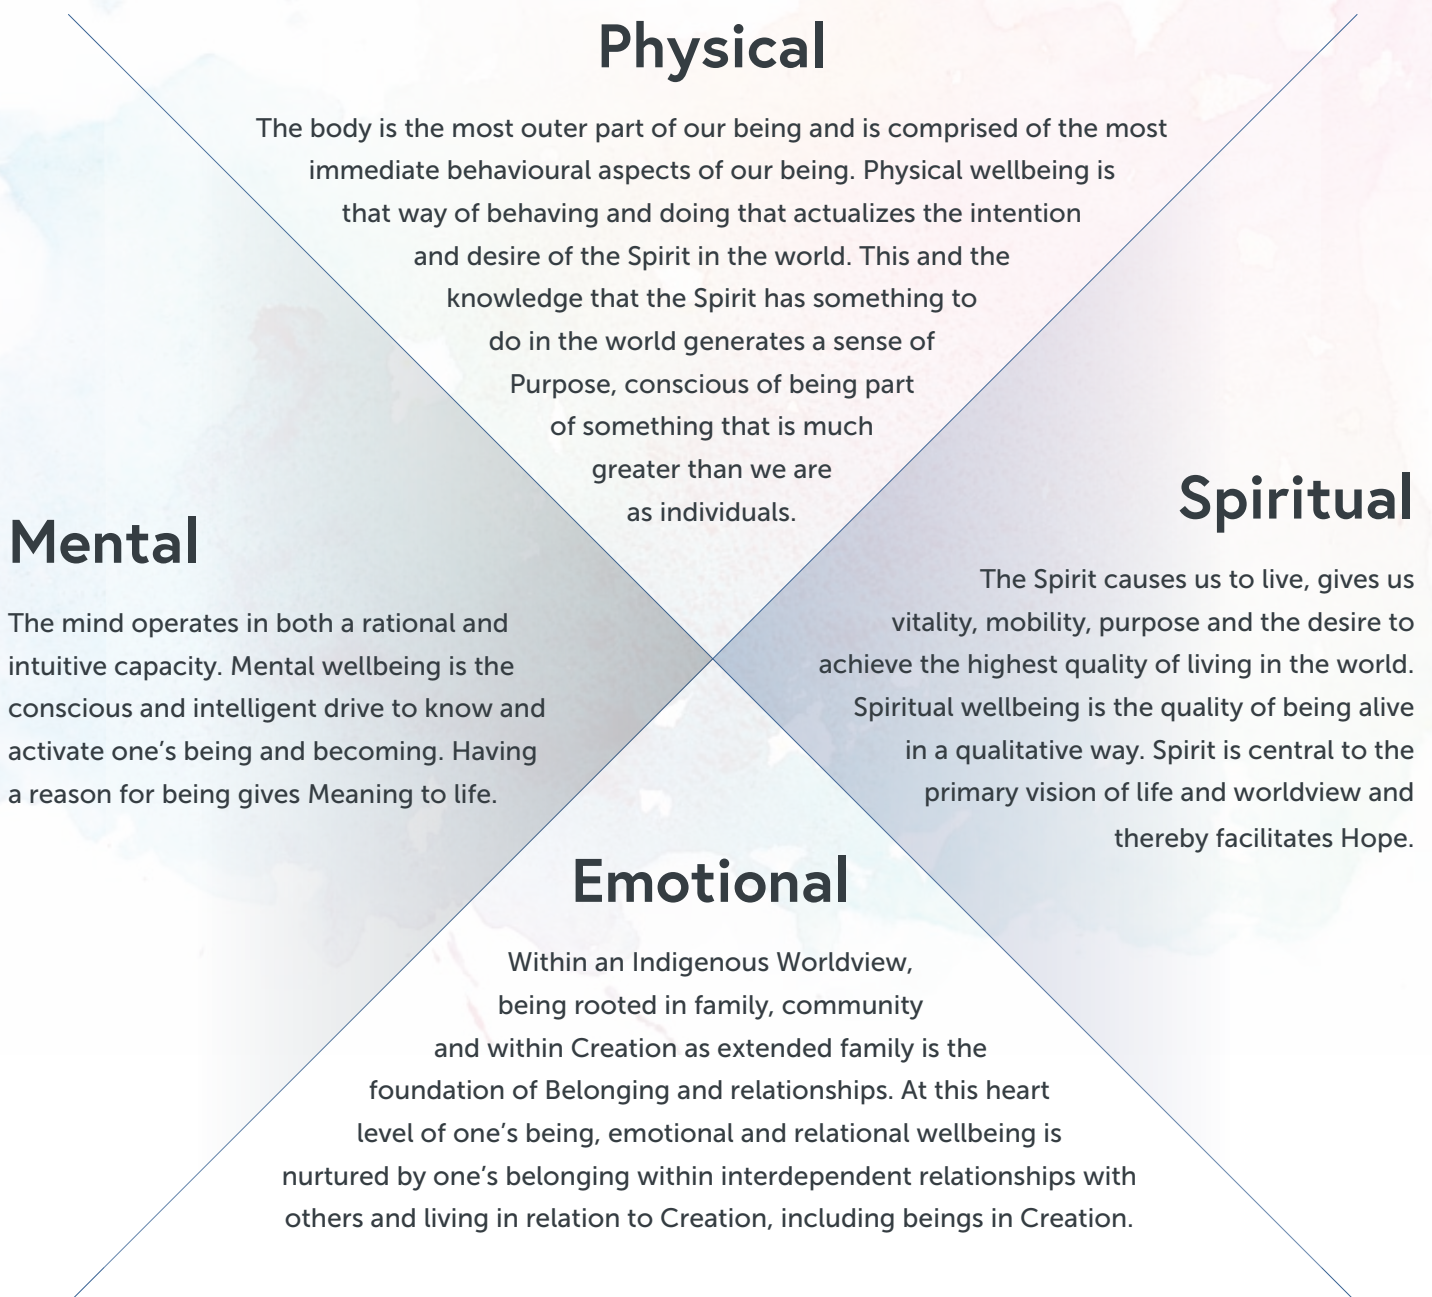 Physical
The body is the most outer part of our being and is comprised of the most
immediate behavioural aspects of our being. Physical wellbeing is
that way of behaving and doing that actualizes the intention
and desire of the Spirit in the world. This and the
knowledge that the Spirit has something to
do in the world generates a sense of
Purpose, conscious of being part
of something that is much
greater than we are
as individuals.
Mental
The mind operates in both a rational and
intuitive capacity. Mental wellbeing is the
conscious and intelligent drive to know and
activate one’s being and becoming. Having
a reason for being gives Meaning to life.
Spiritual
The Spirit causes us to live, gives us
vitality, mobility, purpose and the desire to
achieve the highest quality of living in the world.
Spiritual wellbeing is the quality of being alive
in a qualitative way. Spirit is central to the
primary vision of life and worldview and
thereby facilitates Hope.
Emotional
Within an Indigenous Worldview,
being rooted in family, community
and within Creation as extended family is the
foundation of Belonging and relationships. At this heart
level of one’s being, emotional and relational wellbeing is
nurtured by one’s belonging within interdependent relationships with
others and living in relation to Creation, including beings in Creation.